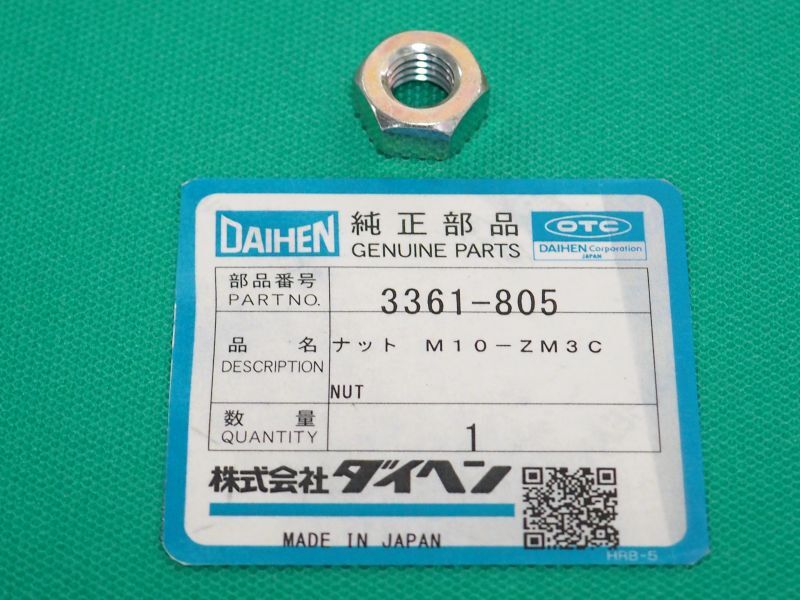 DAIHEN 純正部品 OTC
GENUINE PARTS DAIHEN Corporation
JAPAN
部品番号 3361-805
PART NO.
品名 ナット M10-ZM3C
DESCRIPTION
NUT
数量 1
QUANTITY
株式会社ダイヘン
MADE IN JAPAN
HRB-5